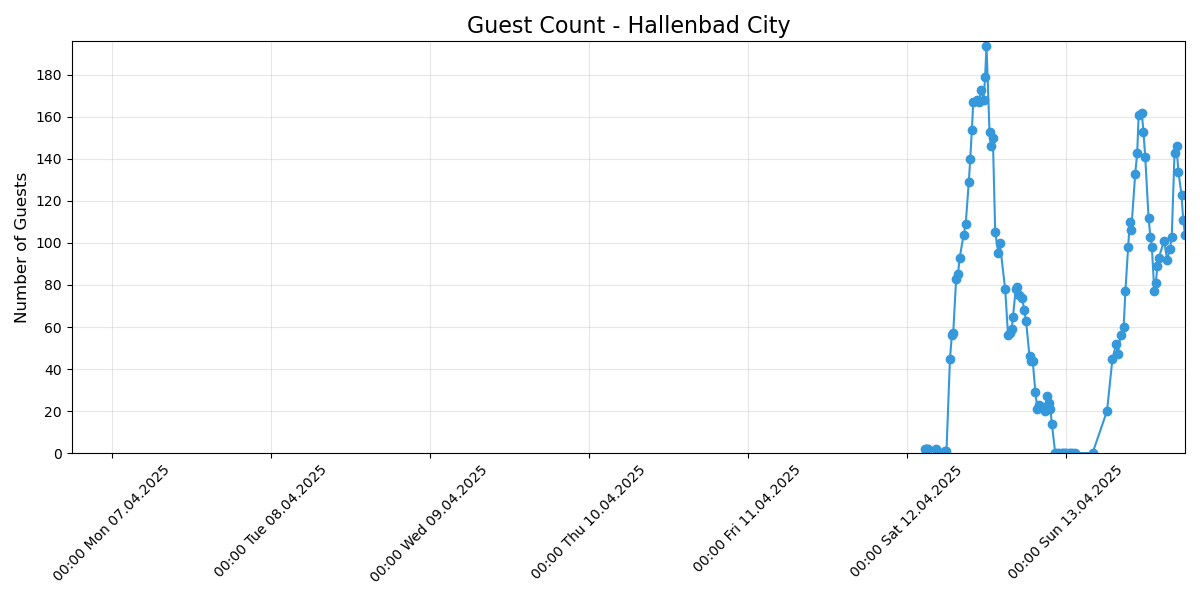 Guest Count - Hallenbad City
Number of Guests
180
160
140
120
100
80
60
40
20
0
00:00 Mon 07.04.2025
00:00 Tue 08.04.2025
00:00 Wed 09.04.2025
00:00 Thu 10.04.2025
00:00 Fri 11.04.2025
00:00 Sat 12.04.2025
00:00 Sun 13.04.2025